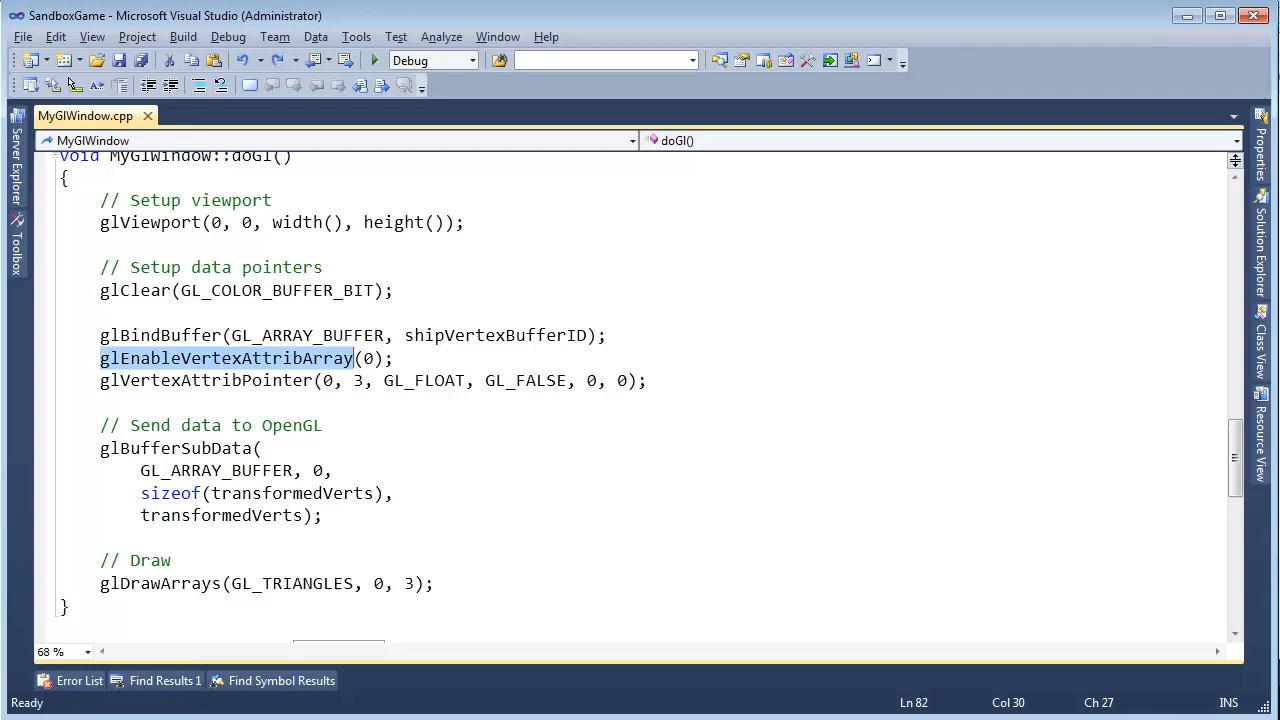 SandboxGame - Microsoft Visual Studio (Administrator)
File Edit View Project Build Debug Team Data Tools Test Analyze Window Help
Debug
MyGlWindow.cpp
MyGlWindow doGl()
void MyGlWindow::doGl()
{
// Setup viewport
glViewport(0, 0, width(), height());
// Setup data pointers
glClear(GL_COLOR_BUFFER_BIT);
glBindBuffer(GL_ARRAY_BUFFER, shipVertexBufferID);
glEnableVertexAttribArray(0);
glVertexAttribPointer(0, 3, GL_FLOAT, GL_FALSE, 0, 0);
// Send data to OpenGL
glBufferSubData(
GL_ARRAY_BUFFER, 0,
sizeof(transformedVerts),
transformedVerts);
// Draw
glDrawArrays(GL_TRIANGLES, 0, 3);
}
68 %
Server Explorer
Toolbox
Properties
Solution Explorer
Class View
Resource View
Error List Find Results 1 Find Symbol Results
Ready Ln 82 Col 30 Ch 27 INS